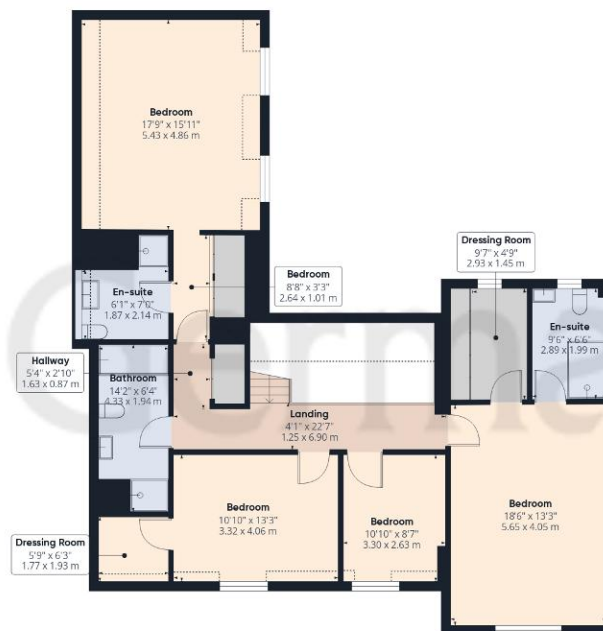 Bedroom
17'9" x 15'11"
5.43 x 4.86 m
Dressing Room
9'7" x 4'9"
2.93 x 1.45 m
En-suite
6'1" x 7'0"
1.87 x 2.14 m
Bedroom
8'8" x 3'3"
2.64 x 1.01 m
En-suite
9'6" x 6'6"
2.89 x 1.99 m
Hallway
5'4" x 2'10"
1.63 x 0.87 m
Bathroom
14'2" x 6'4"
4.33 x 1.94 m
Landing
4'1" x 22'7"
1.25 x 6.90 m
Bedroom
10'10" x 13'3"
3.32 x 4.06 m
Bedroom
10'10" x 8'7"
3.30 x 2.63 m
Bedroom
18'6" x 13'3"
5.65 x 4.05 m
Dressing Room
5'9" x 6'3"
1.77 x 1.93 m